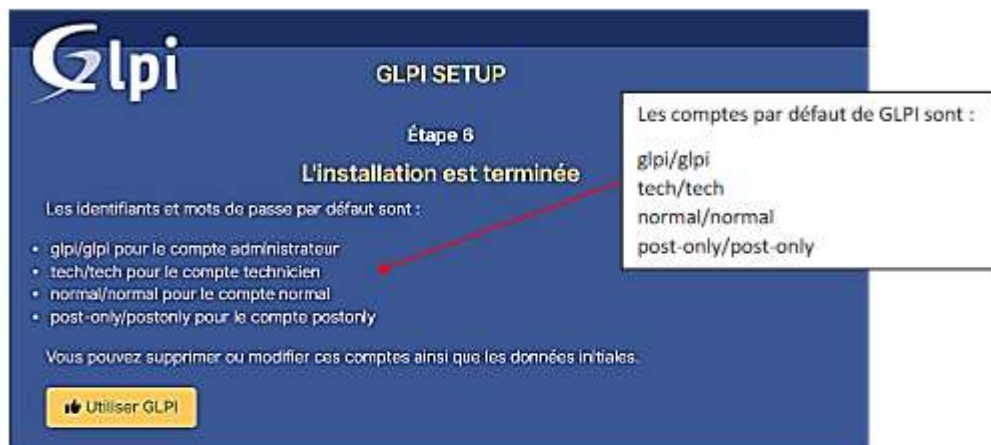 Glpi
GLPI SETUP
Étape 6
L'installation est terminée
Les identifiants et mots de passe par défaut sont :
• glpi/glpi pour le compte administrateur
• tech/tech pour le compte technicien
• normal/normal pour le compte normal
• post-only/postonly pour le compte postonly
Vous pouvez supprimer ou modifier ces comptes ainsi que les données initiales.
Utiliser GLPI
Les comptes par défaut de GLPI sont :
glpi/glpi
tech/tech
normal/normal
post-only/post-only